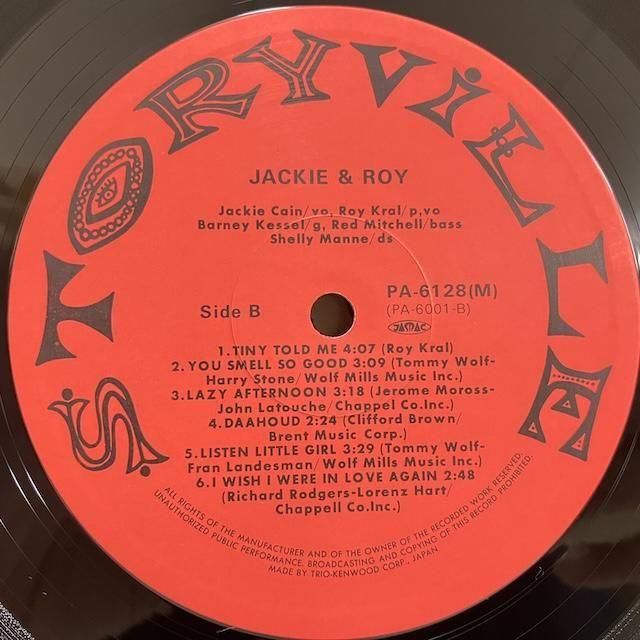 STORYVILLE
JACKIE & ROY
Jackie Cain/vo, Roy Kral/p,vo
Barney Kessel/g, Red Mitchell/bass
Shelly Manne/ds
Side B
PA-6128(M)
(PA-6001-B)
JASRAC
1.TINY TOLD ME 4:07 (Roy Kral)
2.YOU SMELL SO GOOD 3:09 (Tommy Wolf-
Harry Stone/Wolf Mills Music Inc.)
3.LAZY AFTERNOON 3:18 (Jerome Moross-
John Latouche/Chappel Co.Inc.)
4.DAAHOUD 2:24 (Clifford Brown/
Brent Music Corp.)
5.LISTEN LITTLE GIRL 3:29 (Tommy Wolf-
Fran Landesman/Wolf Mills Music Inc.)
6.I WISH I WERE IN LOVE AGAIN 2:48
(Richard Rodgers-Lorenz Hart/
Chappell Co.Inc.)
ALL RIGHTS OF THE MANUFACTURER AND OF THE OWNER OF THE RECORDED WORK RESERVED.
UNAUTHORIZED PUBLIC PERFORMANCE. BROADCASTING AND COPYING OF THIS RECORD PROHIBITED.
MADE BY TRIO-KENWOOD CORP., JAPAN